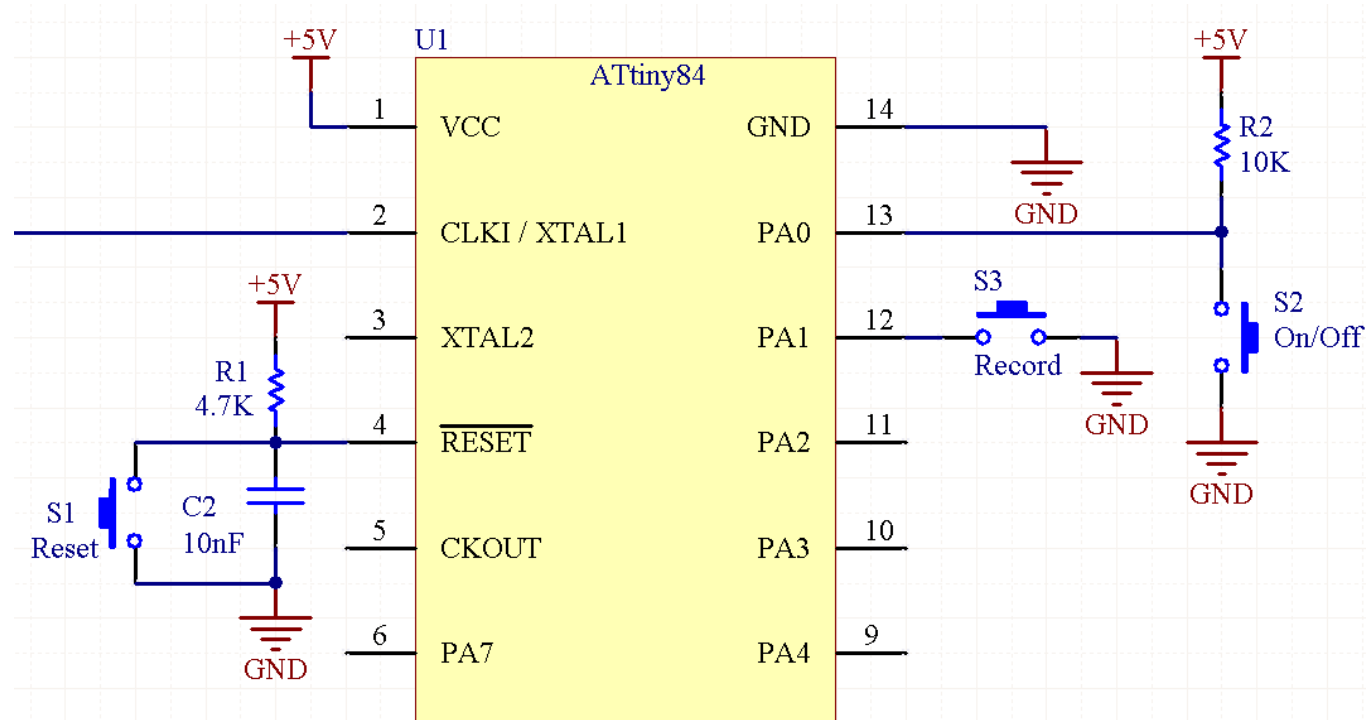 +5V
U1
+5V
ATtiny84
1
VCC
GND
14
R2
10K
GND
2
CLKI / XTAL1
PA0
13
+5V
S3
S2
On/Off
3
XTAL2
PA1
12
Record
R1
4.7K
GND
4
RESET
PA2
11
GND
S1
Reset
C2
10nF
5
CKOUT
PA3
10
6
PA7
PA4
9
GND